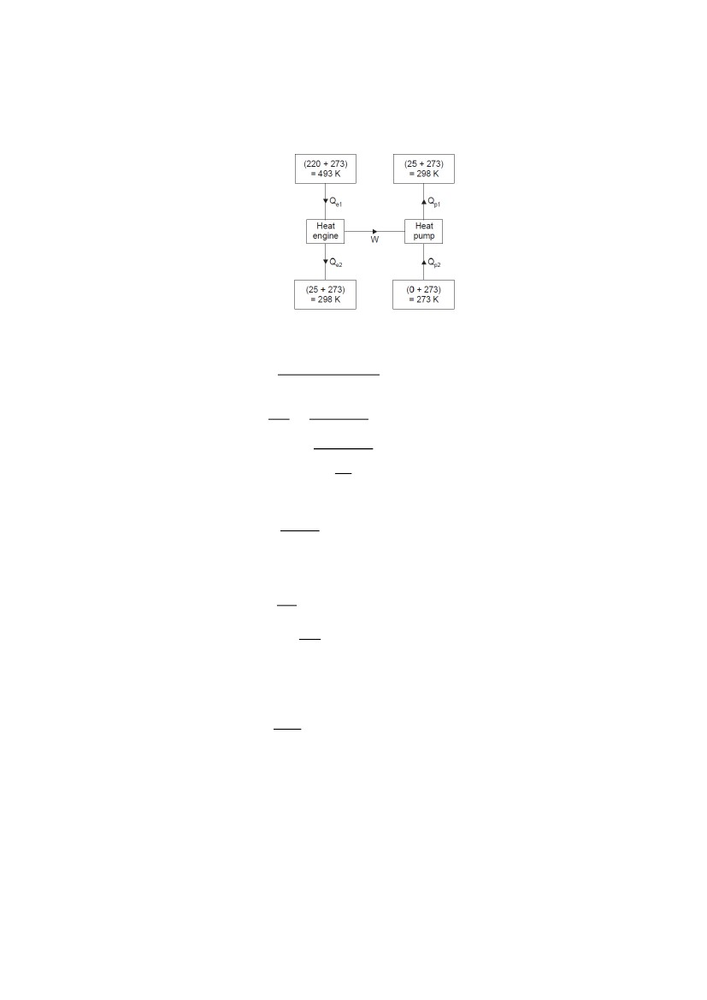 (220 + 273)
= 493 K
(25 + 273)
= 298 K
Qe1
Qp1
Heat
engine
W
Heat
pump
Qe2
Qp2
(25 + 273)
= 298 K
(0 + 273)
= 273 K